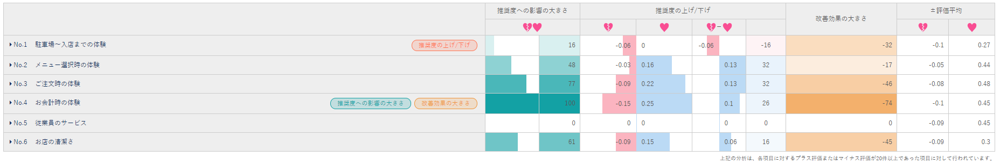 推奨度への影響の大きさ 推奨度の上げ/下げ 改善効果の大きさ ±評価平均
No.1 駐車場～入店までの体験 推奨度の上げ/下げ 16 -0.06 0 -0.06 -16 -32 -0.1 0.27
No.2 メニュー選択時の体験 48 -0.03 0.16 0.13 32 -17 -0.05 0.44
No.3 ご注文時の体験 77 -0.09 0.22 0.13 32 -46 -0.08 0.48
No.4 お会計時の体験 推奨度への影響の大きさ 改善効果の大きさ 100 -0.15 0.25 0.1 26 -74 -0.1 0.45
No.5 従業員のサービス 0 0 0 0 0 0 -0.09 0.45
No.6 お店の清潔さ 61 -0.09 0.15 0.06 16 -45 -0.09 0.3
上記の分析は、各項目に対するプラス評価またはマイナス評価が20件以上であった項目に対して行われています。